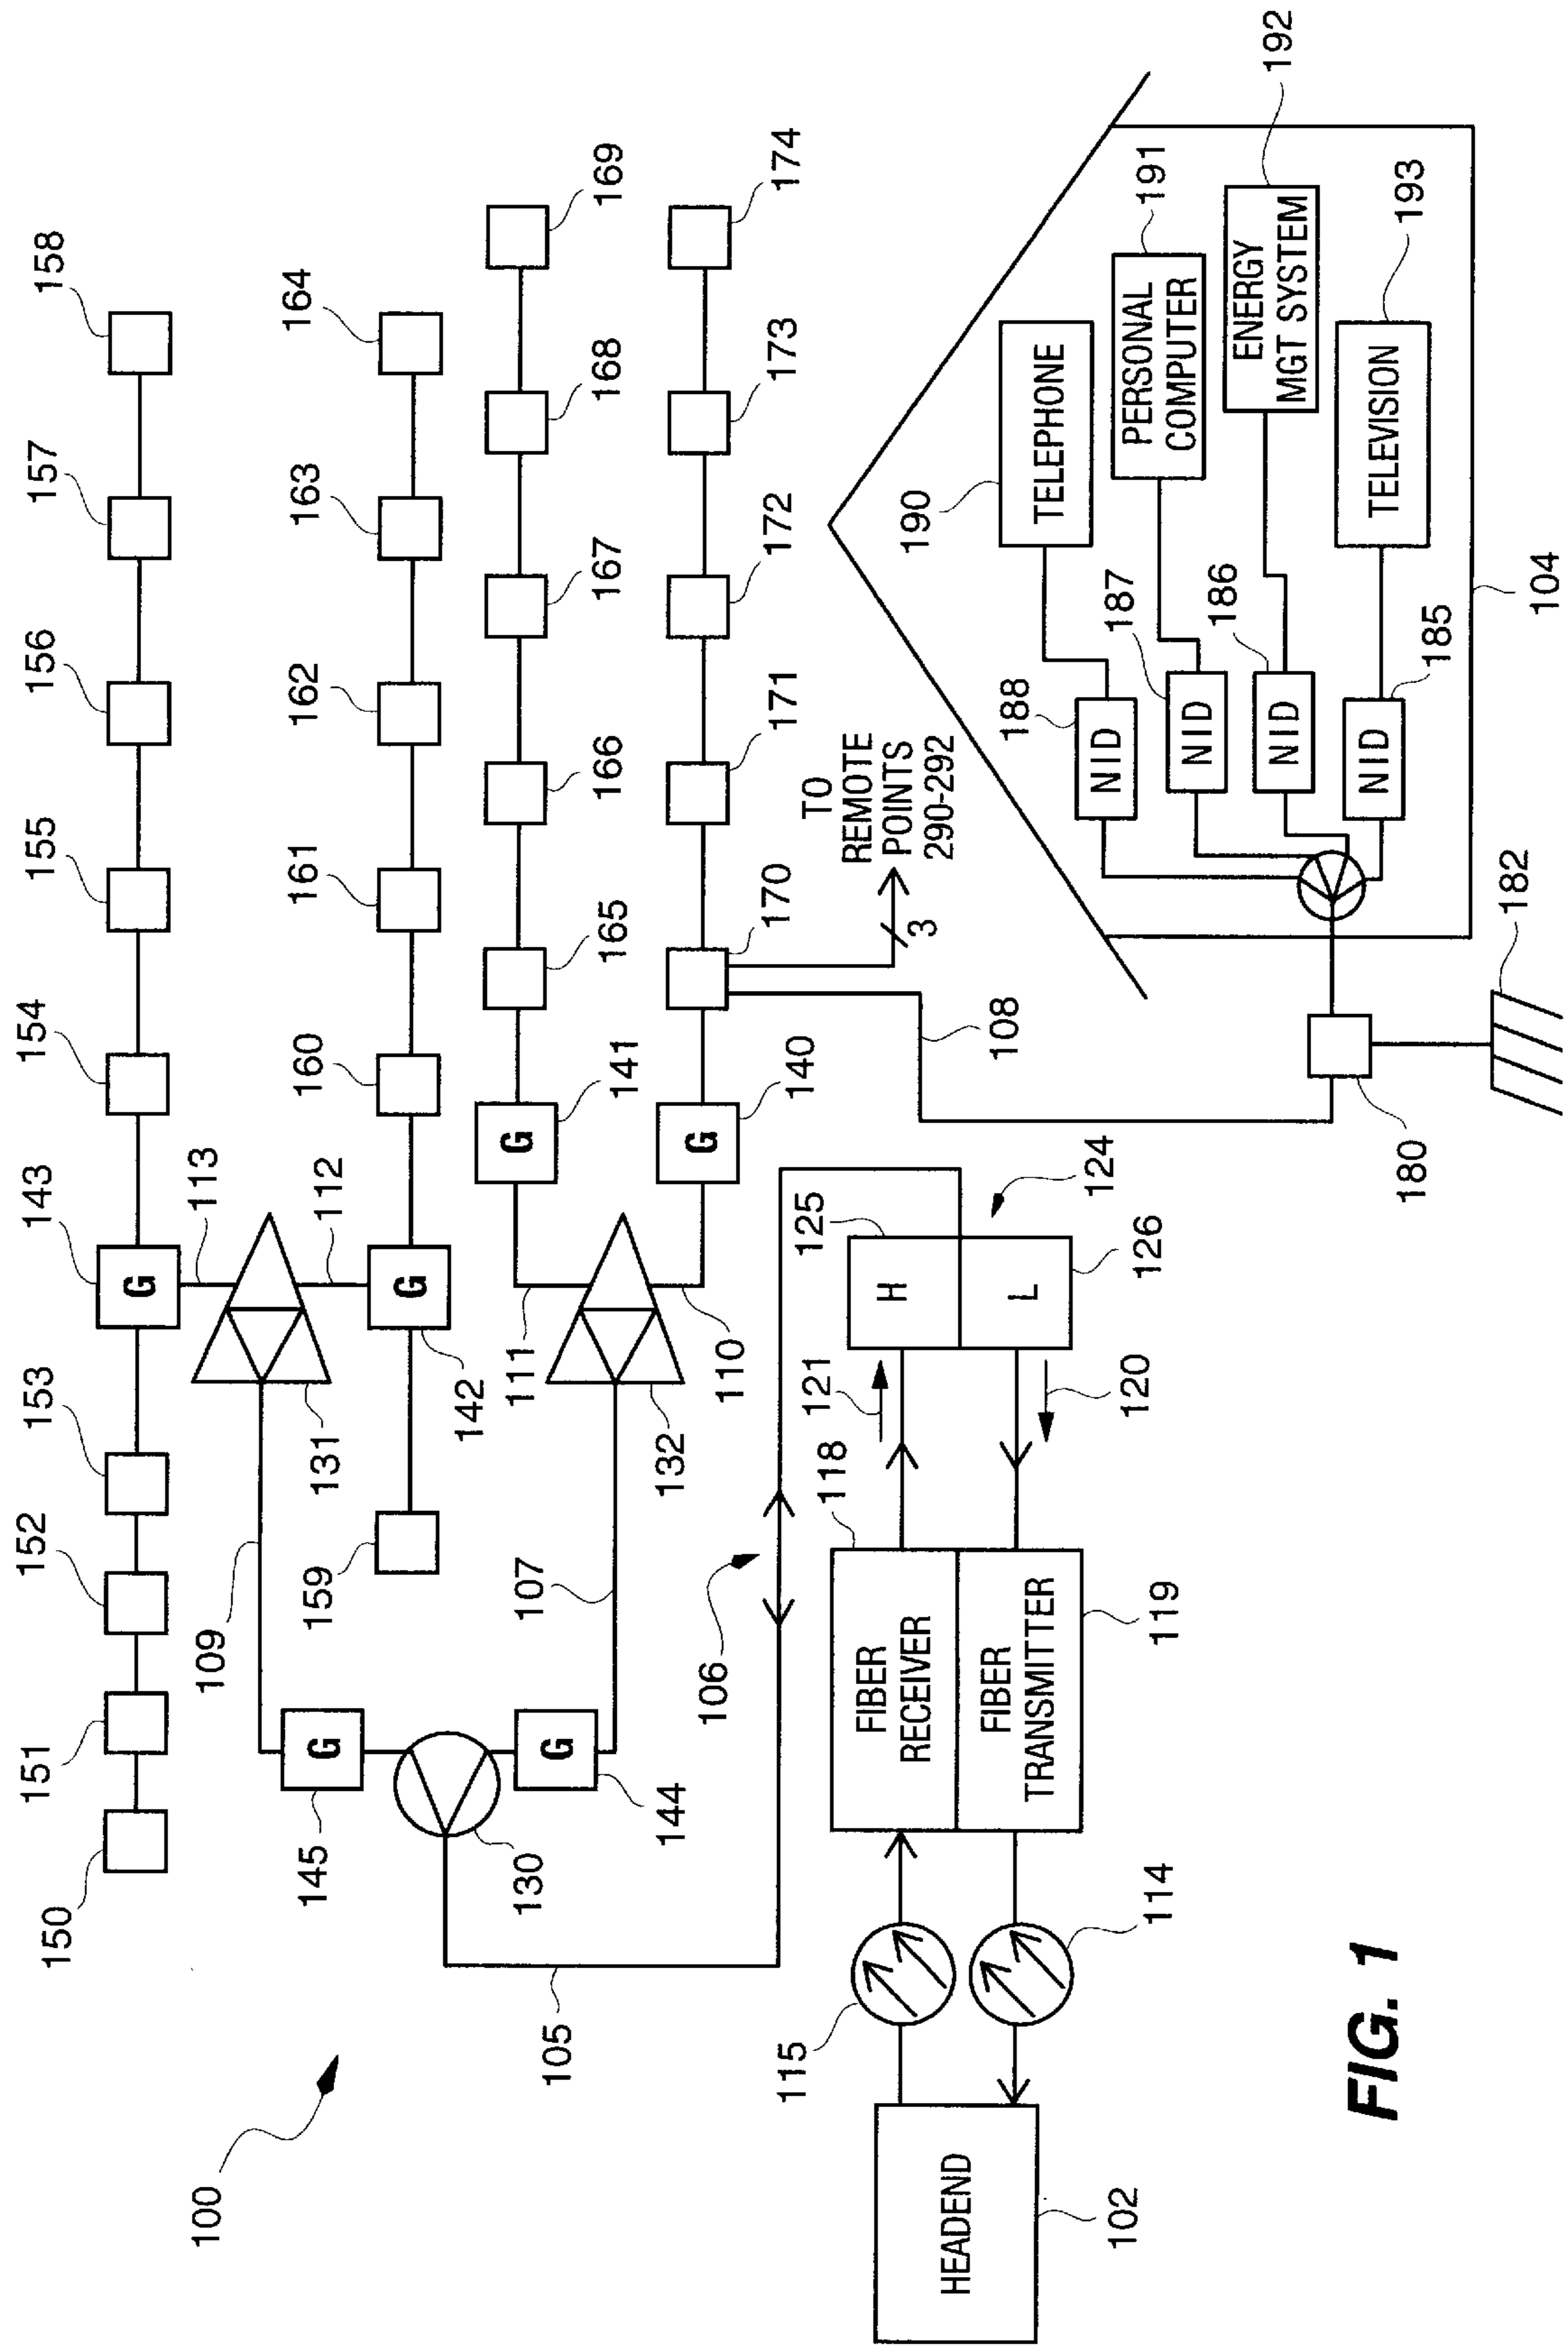 100
150
151
152
153
143
154
155
156
157
158
G
113
109
131
112
145
G
159
142
G
160
161
162
163
164
130
105
144
G
107
111
132
110
141
G
165
166
167
168
169
140
G
170
171
172
173
174
106
TO
REMOTE
POINTS
290-292
3
108
HEADEND
102
115
114
FIBER
RECEIVER
118
FIBER
TRANSMITTER
119
121
120
H
125
L
126
124
180
182
104
NID
188
NID
187
NID
186
NID
185
TELEPHONE
190
PERSONAL
COMPUTER
191
ENERGY
MGT SYSTEM
192
TELEVISION
193
FIG. 1